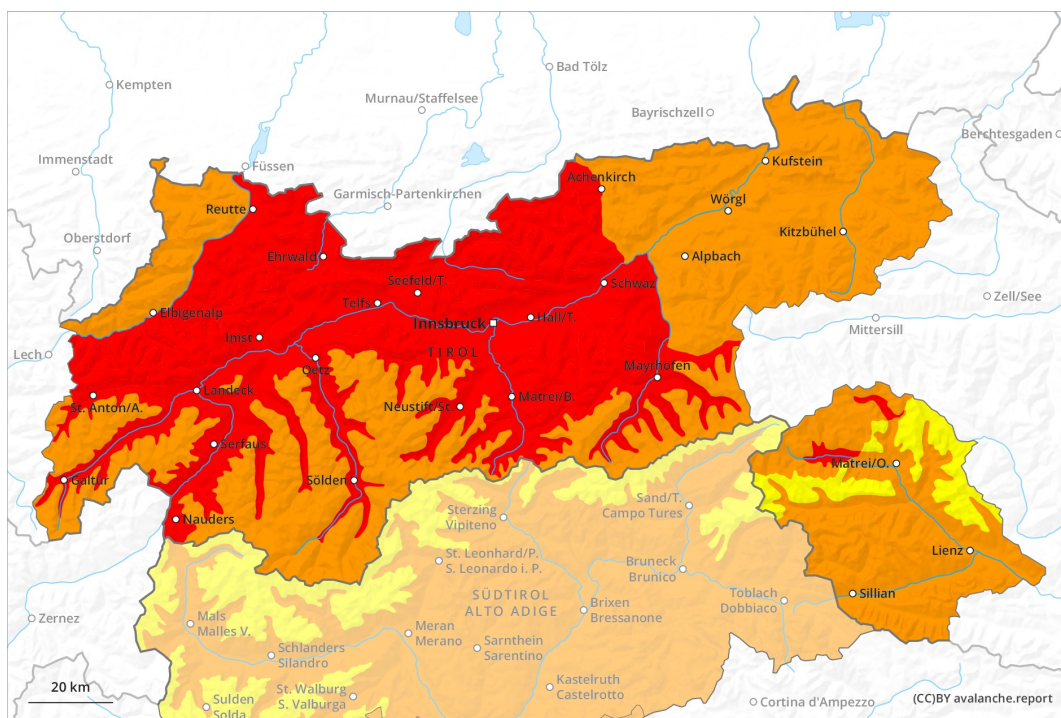 Kempten
Bad Tölz
Murnau/Staffelsee
Bayrischzell
Berchtesgaden
Immenstadt
Füssen
Kufstein
Achenkirch
Garmisch-Partenkirchen
Reutte
Wörgl
Oberstdorf
Kitzbühel
Ehrwald
Alpbach
Seefeld/T.
Schwaz
Zell/See
Telfs
Elbigenalp
Innsbruck
Hall/T.
Mittersill
Imst
TIROL
Lech
Oetz
Mayrhofen
Landeck
St. Anton/A.
Neustift/St.
Matrei/B.
Serfaus
Matrei/O.
Galtür
Sölden
Sand/T.
Campo Tures
Sterzing
Vipiteno
Nauders
Lienz
St. Leonhard/P.
S. Leonardo i. P.
Bruneck
Brunico
SÜDTIROL
ALTO ADIGE
Toblach
Dobbiaco
Sillian
Brixen
Bressanone
Zernez
Mals
Malles V.
Meran
Merano
Sarnthein
Sarentino
Schlanders
Silandro
Kastelruth
Castelrotto
20 km
St. Walburg
S. Valburga
Sulden
Solda
Cortina d'Ampezzo
(CC)BY avalanche.report